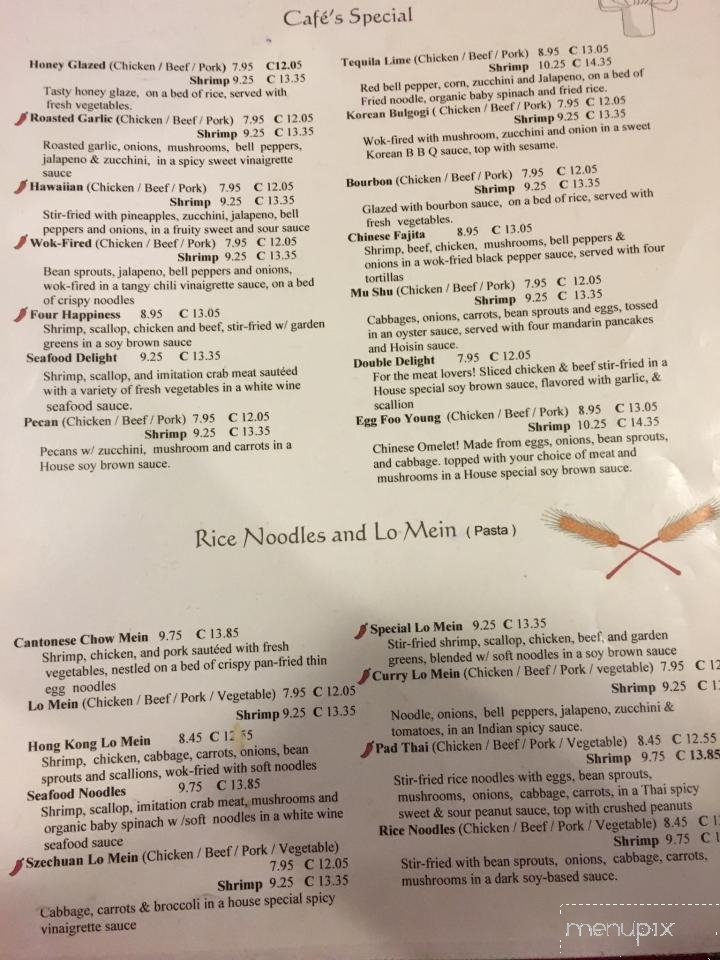 Café's Special
Honey Glazed (Chicken / Beef / Pork) 7.95 C12.05
Shrimp 9.25 C 13.35
Tasty honey glaze, on a bed of rice, served with
fresh vegetables.
Roasted Garlic (Chicken / Beef / Pork) 7.95 C 12.05
Shrimp 9.25 C 13.35
Roasted garlic, onions, mushrooms, bell peppers,
jalapeno & zucchini, in a spicy sweet vinaigrette
sauce
Hawaiian (Chicken / Beef / Pork) 7.95 C 12.05
Shrimp 9.25 C 13.35
Stir-fried with pineapples, zucchini, jalapeno, bell
peppers and onions, in a fruity sweet and sour sauce
Wok-Fired (Chicken / Beef / Pork) 7.95 C 12.05
Shrimp 9.25 C 13.35
Bean sprouts, jalapeno, bell peppers and onions,
wok-fired in a tangy chili vinaigrette sauce, on a bed
of crispy noodles
Four Happiness 8.95 C 13.05
Shrimp, scallop, chicken and beef, stir-fried w/ garden
greens in a soy brown sauce
Seafood Delight 9.25 C 13.35
Shrimp, scallop, and imitation crab meat sautéed
with a variety of fresh vegetables in a white wine
seafood sauce.
Pecan (Chicken / Beef / Pork) 7.95 C 12.05
Shrimp 9.25 C 13.35
Pecans w/ zucchini, mushroom and carrots in a
House soy brown sauce.
Tequila Lime (Chicken / Beef / Pork) 8.95 C 13.05
Shrimp 10.25 C 14.35
Red bell pepper, corn, zucchini and Jalapeno, on a bed of
Fried noodle, organic baby spinach and fried rice.
Korean Bulgogi ( Chicken / Beef / Pork) 7.95 C 12.05
Shrimp 9.25 C 13.35
Wok-fired with mushroom, zucchini and onion in a sweet
Korean B B Q sauce, top with sesame.
Bourbon (Chicken / Beef / Pork) 7.95 C 12.05
Shrimp 9.25 C 13.35
Glazed with bourbon sauce, on a bed of rice, served with
fresh vegetables.
Chinese Fajita 8.95 C 13.05
Shrimp, beef, chicken, mushrooms, bell peppers &
onions in a wok-fired black pepper sauce, served with four
tortillas
Mu Shu (Chicken / Beef / Pork) 7.95 C 12.05
Shrimp 9.25 C 13.35
Cabbages, onions, carrots, bean sprouts and eggs, tossed
in an oyster sauce, served with four mandarin pancakes
and Hoisin sauce.
Double Delight 7.95 C 12.05
For the meat lovers! Sliced chicken & beef stir-fried in a
House special soy brown sauce, flavored with garlic, &
scallion
Egg Foo Young (Chicken / Beef / Pork) 8.95 C 13.05
Shrimp 10.25 C 14.35
Chinese Omelet! Made from eggs, onions, bean sprouts,
and cabbage. topped with your choice of meat and
mushrooms in a House special soy brown sauce.
Rice Noodles and Lo Mein ( Pasta )
Cantonese Chow Mein 9.75 C 13.85
Shrimp, chicken, and pork sautéed with fresh
vegetables, nestled on a bed of crispy pan-fried thin
egg noodles
Lo Mein (Chicken / Beef / Pork / Vegetable) 7.95 C 12.05
Shrimp 9.25 C 13.35
Hong Kong Lo Mein 8.45 C 12.55
Shrimp, chicken, cabbage, carrots, onions, bean
sprouts and scallions, wok-fried with soft noodles
Seafood Noodles 9.75 C 13.85
Shrimp, scallop, imitation crab meat, mushrooms and
organic baby spinach w /soft noodles in a white wine
seafood sauce
Szechuan Lo Mein (Chicken / Beef / Pork / Vegetable)
7.95 C 12.05
Shrimp 9.25 C 13.35
Cabbage, carrots & broccoli in a house special spicy
vinaigrette sauce
Special Lo Mein 9.25 C 13.35
Stir-fried shrimp, scallop, chicken, beef, and garden
greens, blended w/ soft noodles in a soy brown sauce
Curry Lo Mein (Chicken / Beef / Pork / vegetable) 7.95 C 12
Shrimp 9.25 C 1
Noodle, onions, bell peppers, jalapeno, zucchini &
tomatoes, in an Indian spicy sauce.
Pad Thai (Chicken / Beef / Pork / Vegetable) 8.45 C 12.55
Shrimp 9.75 C 13.85
Stir-fried rice noodles with eggs, bean sprouts,
mushrooms, onions, cabbage, carrots, in a Thai spicy
sweet & sour peanut sauce, top with crushed peanuts
Rice Noodles (Chicken / Beef / Pork / Vegetable) 8.45 C 1
Shrimp 9.75 C 1
Stir-fried with bean sprouts, onions, cabbage, carrots,
mushrooms in a dark soy-based sauce.
menupix